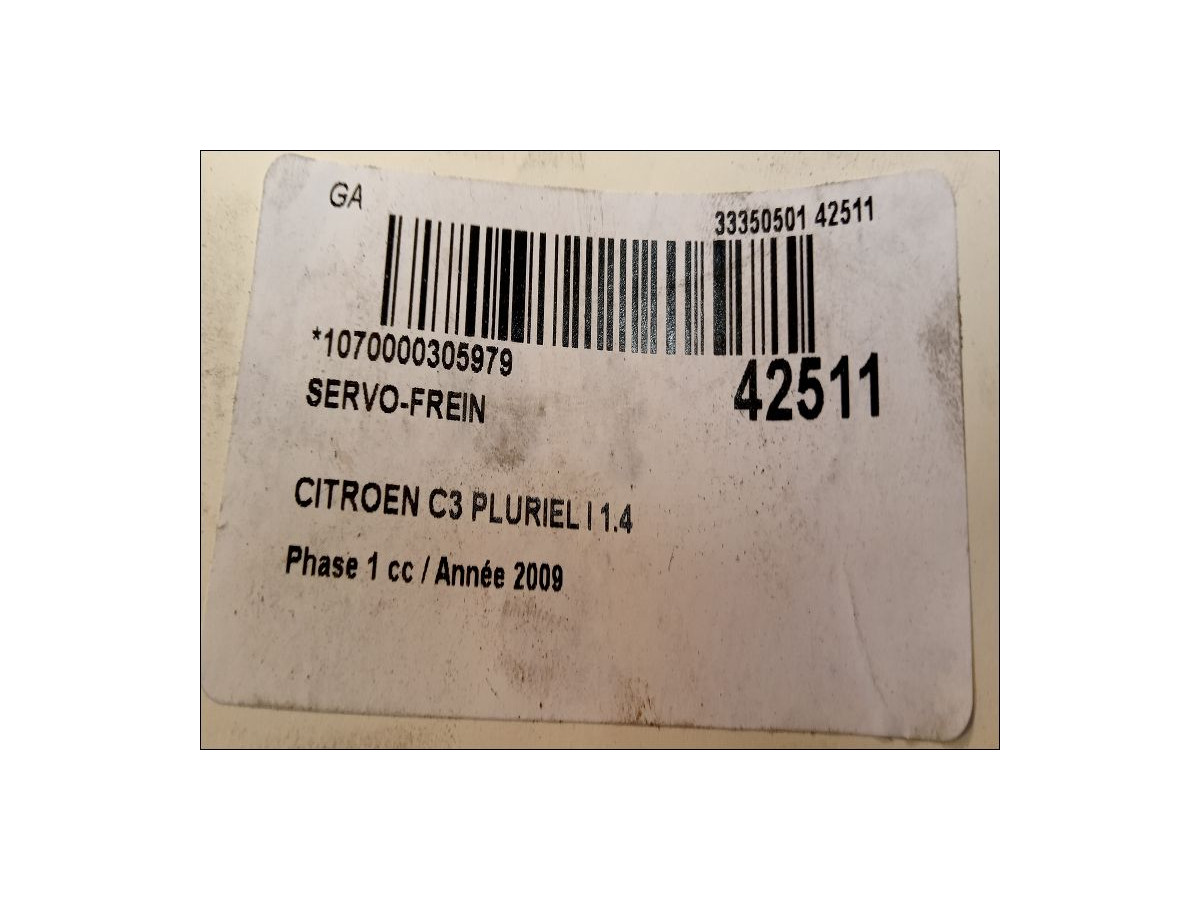 GA
33350501 42511
*1070000305979
42511
SERVO-FREIN
CITROEN C3 PLURIEL I 1.4
Phase 1 cc / Année 2009